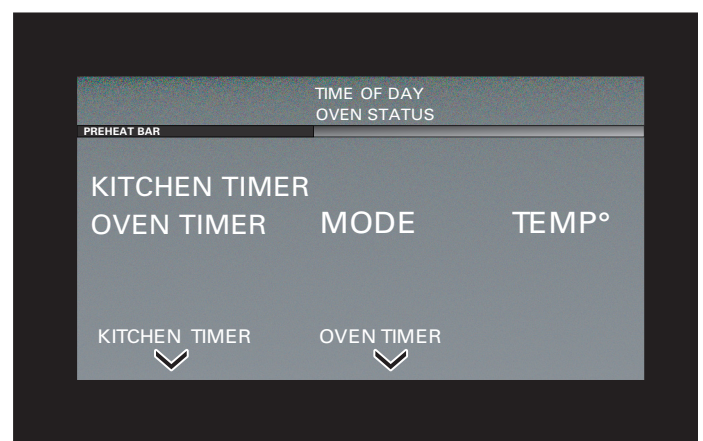 TIME OF DAY
OVEN STATUS
PREHEAT BAR
KITCHEN TIMER
OVEN TIMER MODE TEMP°
KITCHEN TIMER OVEN TIMER